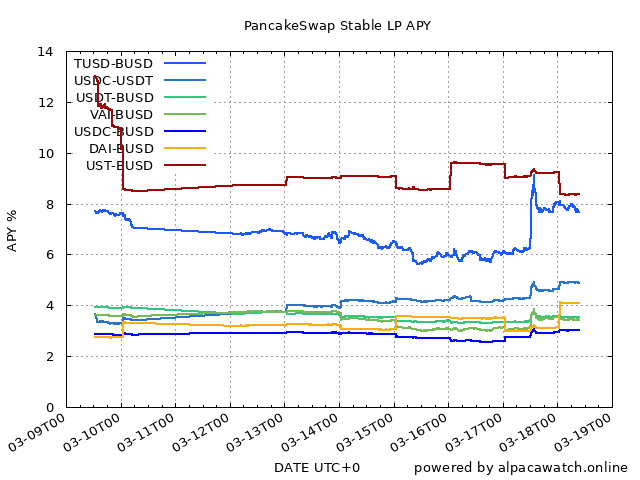 PancakeSwap Stable LP APY
TUSD-BUSD
USDC-USDT
USDT-BUSD
VAI-BUSD
USDC-BUSD
DAI-BUSD
UST-BUSD
14
12
10
8
6
4
2
0
APY %
03-09T00
03-10T00
03-11T00
03-12T00
03-13T00
03-14T00
03-15T00
03-16T00
03-17T00
03-18T00
03-19T00
DATE UTC+0
powered by alpacawatch.online